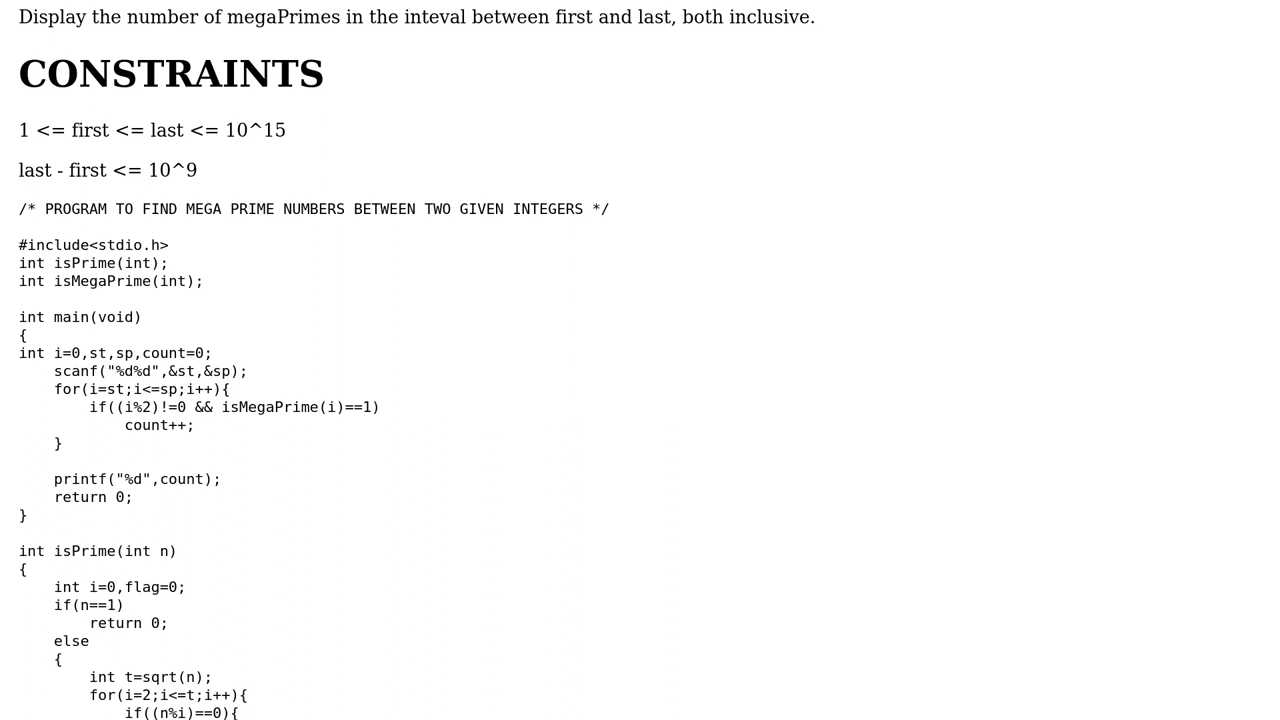 Display the number of megaPrimes in the inteval between first and last, both inclusive.
CONSTRAINTS
1 <= first <= last <= 10^15
last - first <= 10^9
/* PROGRAM TO FIND MEGA PRIME NUMBERS BETWEEN TWO GIVEN INTEGERS */
#include<stdio.h>
int isPrime(int);
int isMegaPrime(int);
int main(void)
{
int i=0,st,sp,count=0;
    scanf("%d%d",&st,&sp);
    for(i=st;i<=sp;i++){
        if((i%2)!=0 && isMegaPrime(i)==1)
            count++;
    }
    printf("%d",count);
    return 0;
}
int isPrime(int n)
{
    int i=0,flag=0;
    if(n==1)
        return 0;
    else
    {
        int t=sqrt(n);
        for(i=2;i<=t;i++){
            if((n%i)==0){